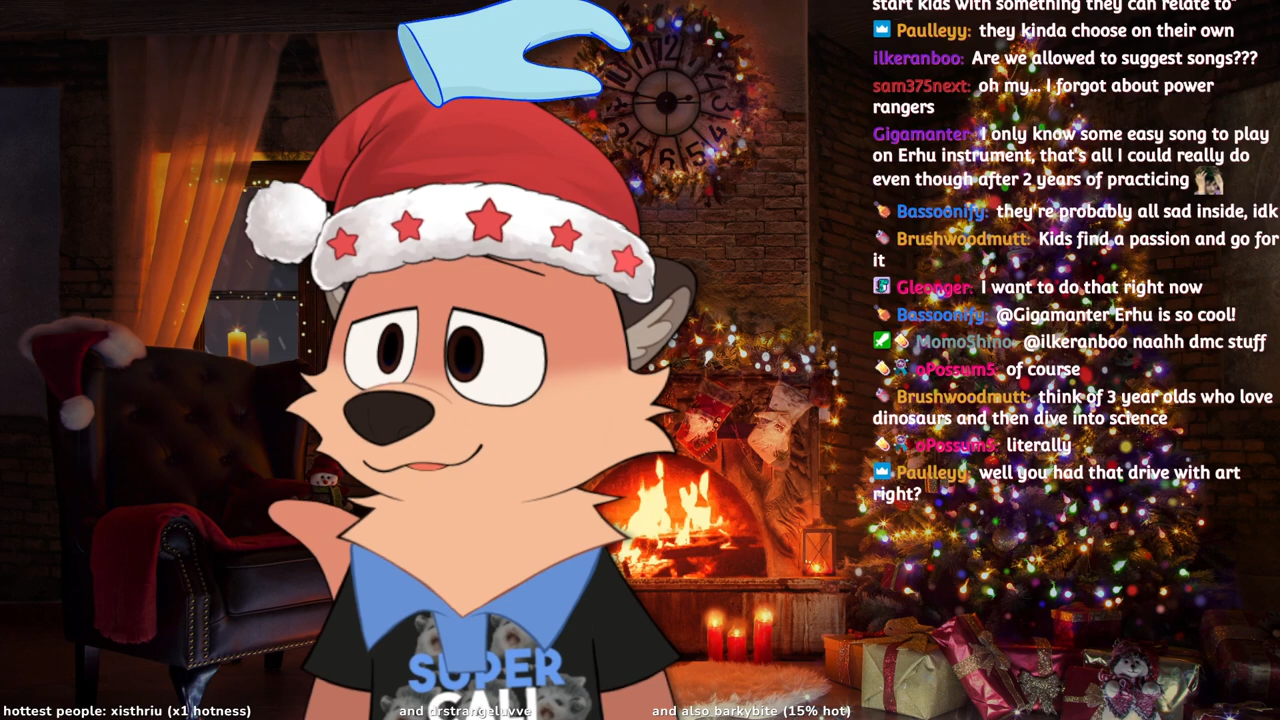 start kids with something they can relate to"
Paulleyy: they kinda choose on their own
ilkeranboo: Are we allowed to suggest songs???
sam375next: oh my... I forgot about power
rangers
Gigamanter: I only know some easy song to play
on Erhu instrument, that's all I could really do
even though after 2 years of practicing
Bassoonify: they're probably all sad inside, idk
Brushwoodmutt: Kids find a passion and go for
it
Gleonger: I want to do that right now
Bassoonify: @Gigamanter Erhu is so cool!
MomoShino: @ilkeranboo naahh dmc stuff
oPossum5: of course
Brushwoodmutt: think of 3 year olds who love
dinosaurs and then dive into science
oPossum5: literally
Paulleyy: well you had that drive with art
right?
12
SUPER
hottest people: xisthriu (x1 hotness)
and drstrangeluvve
and also barkybite (15% hot)